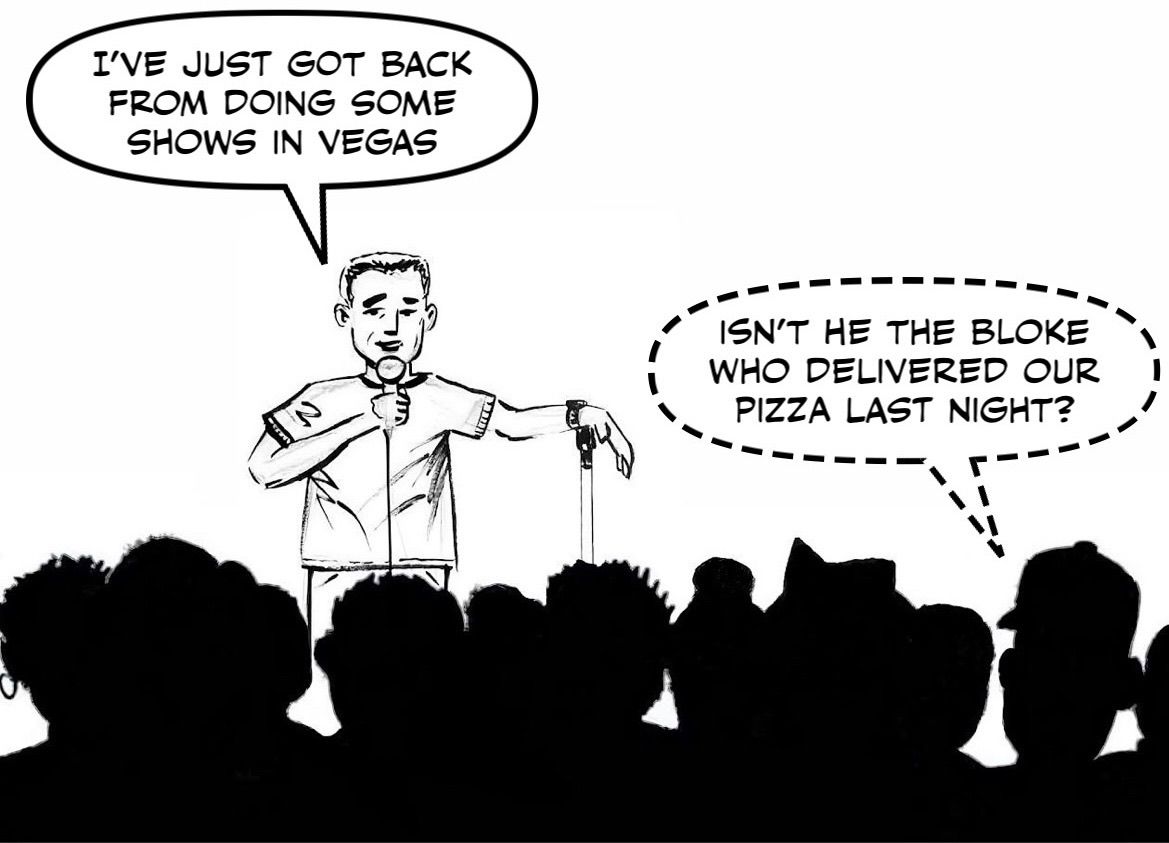 I'VE JUST GOT BACK
FROM DOING SOME
SHOWS IN VEGAS
ISN'T HE THE BLOKE
WHO DELIVERED OUR
PIZZA LAST NIGHT?